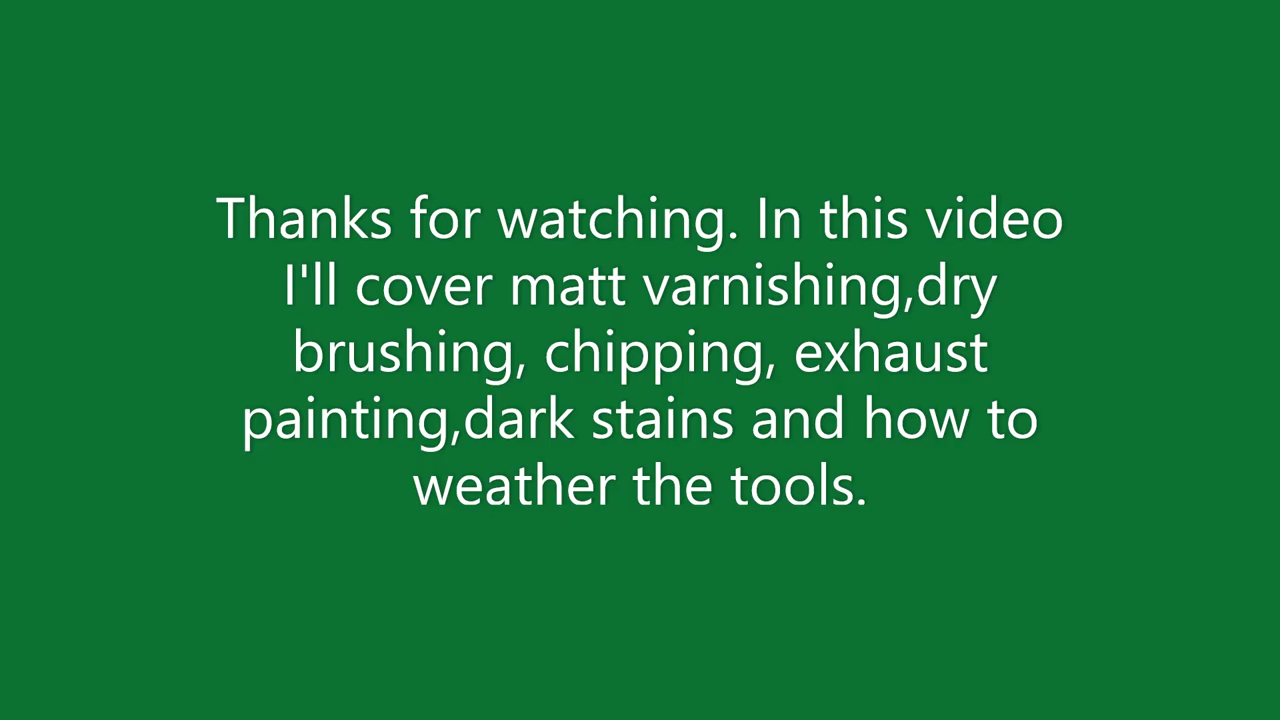 Thanks for watching. In this video
I'll cover matt varnishing,dry
brushing, chipping, exhaust
painting,dark stains and how to
weather the tools.